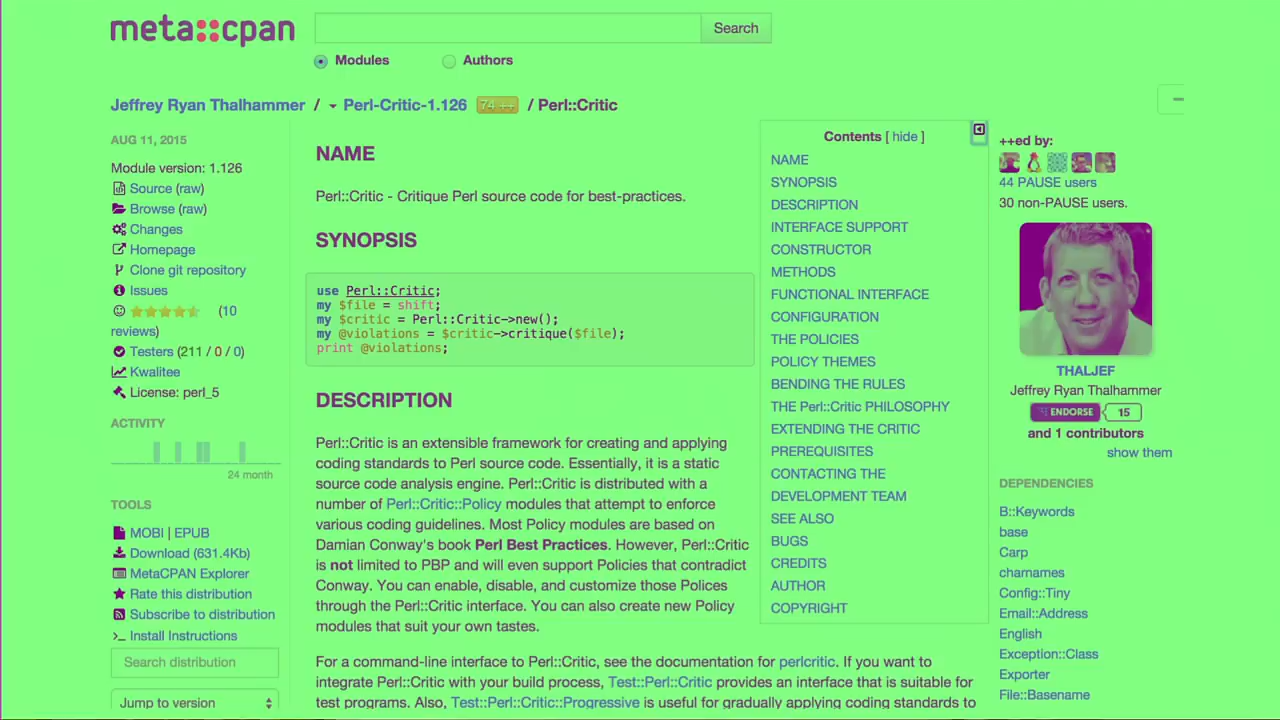 meta::cpan
Search
Modules
Authors
Jeffrey Ryan Thalhammer / Perl-Critic-1.126 74 ++ / Perl::Critic
AUG 11, 2015
Module version: 1.126
Source (raw)
Browse (raw)
Changes
Homepage
Clone git repository
Issues
(10
reviews)
Testers (211 / 0 / 0)
Kwalitee
License: perl_5
ACTIVITY
24 month
TOOLS
MOBI | EPUB
Download (631.4Kb)
MetaCPAN Explorer
Rate this distribution
Subscribe to distribution
>_ Install Instructions
Search distribution
Jump to version
NAME
Perl::Critic - Critique Perl source code for best-practices.
SYNOPSIS
use Perl::Critic;
my $file = shift;
my $critic = Perl::Critic->new();
my @violations = $critic->critique($file);
print @violations;
DESCRIPTION
Perl::Critic is an extensible framework for creating and applying
coding standards to Perl source code. Essentially, it is a static
source code analysis engine. Perl::Critic is distributed with a
number of Perl::Critic::Policy modules that attempt to enforce
various coding guidelines. Most Policy modules are based on
Damian Conway's book Perl Best Practices. However, Perl::Critic
is not limited to PBP and will even support Policies that contradict
Conway. You can enable, disable, and customize those Polices
through the Perl::Critic interface. You can also create new Policy
modules that suit your own tastes.
For a command-line interface to Perl::Critic, see the documentation for perlcritic. If you want to
integrate Perl::Critic with your build process, Test::Perl::Critic provides an interface that is suitable for
test programs. Also, Test::Perl::Critic::Progressive is useful for gradually applying coding standards to
Contents [ hide ]
NAME
SYNOPSIS
DESCRIPTION
INTERFACE SUPPORT
CONSTRUCTOR
METHODS
FUNCTIONAL INTERFACE
CONFIGURATION
THE POLICIES
POLICY THEMES
BENDING THE RULES
THE Perl::Critic PHILOSOPHY
EXTENDING THE CRITIC
PREREQUISITES
CONTACTING THE
DEVELOPMENT TEAM
SEE ALSO
BUGS
CREDITS
AUTHOR
COPYRIGHT
++ed by:
44 PAUSE users
30 non-PAUSE users.
THALJEF
Jeffrey Ryan Thalhammer
ENDORSE 15
and 1 contributors
show them
DEPENDENCIES
B::Keywords
base
Carp
charnames
Config::Tiny
Email::Address
English
Exception::Class
Exporter
File::Basename